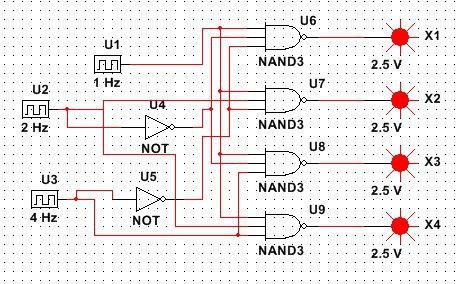 U6
X1
U1
1 Hz
NAND3
2.5 V
U2
2 Hz
U4
NOT
U7
X2
NAND3
2.5 V
U3
4 Hz
U5
NOT
U8
X3
NAND3
2.5 V
U9
X4
NAND3
2.5 V